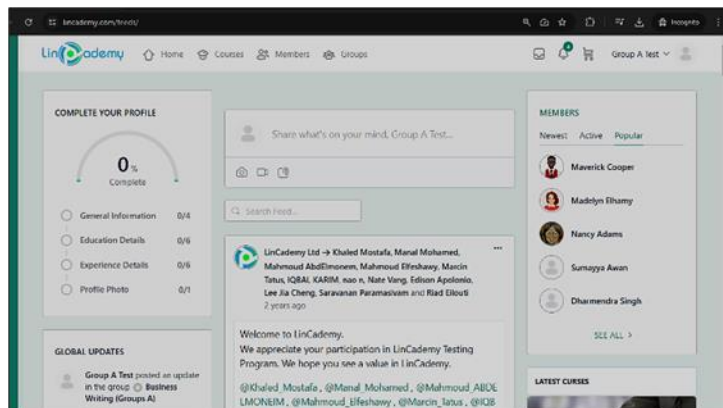 lincademy.com/feeds/
Incognito
LinCademy
Home
Courses
Members
Groups
Group A Test
COMPLETE YOUR PROFILE
0%
Complete
General Information 0/4
Education Details 0/6
Experience Details 0/6
Profile Photo 0/1
GLOBAL UPDATES
Group A Test posted an update
in the group Business
Writing (Groups A)
Share what's on your mind, Group A Test...
Search Feed...
LinCademy Ltd → Khaled Mostafa, Manal Mohamed,
Mahmoud AbdElmonem, Mahmoud Elfeshawy, Marcin
Tatus, IQBAL KARIM, nao n, Nate Vang, Edison Apolonio,
Lee Jia Cheng, Saravanan Paramasivam and Riad Eilouti
2 years ago
Welcome to LinCademy.
We appreciate your participation in LinCademy Testing
Program. We hope you see a value in LinCademy.
@Khaled_Mostafa , @Manal_Mohamed , @Mahmoud_ABDE
LMONEIM , @Mahmoud_Elfeshawy , @Marcin_Tatus , @IQB
MEMBERS
Newest Active Popular
Maverick Cooper
Madelyn Elhamy
Nancy Adams
Sumayya Awan
Dharmendra Singh
SEE ALL
LATEST CURSES